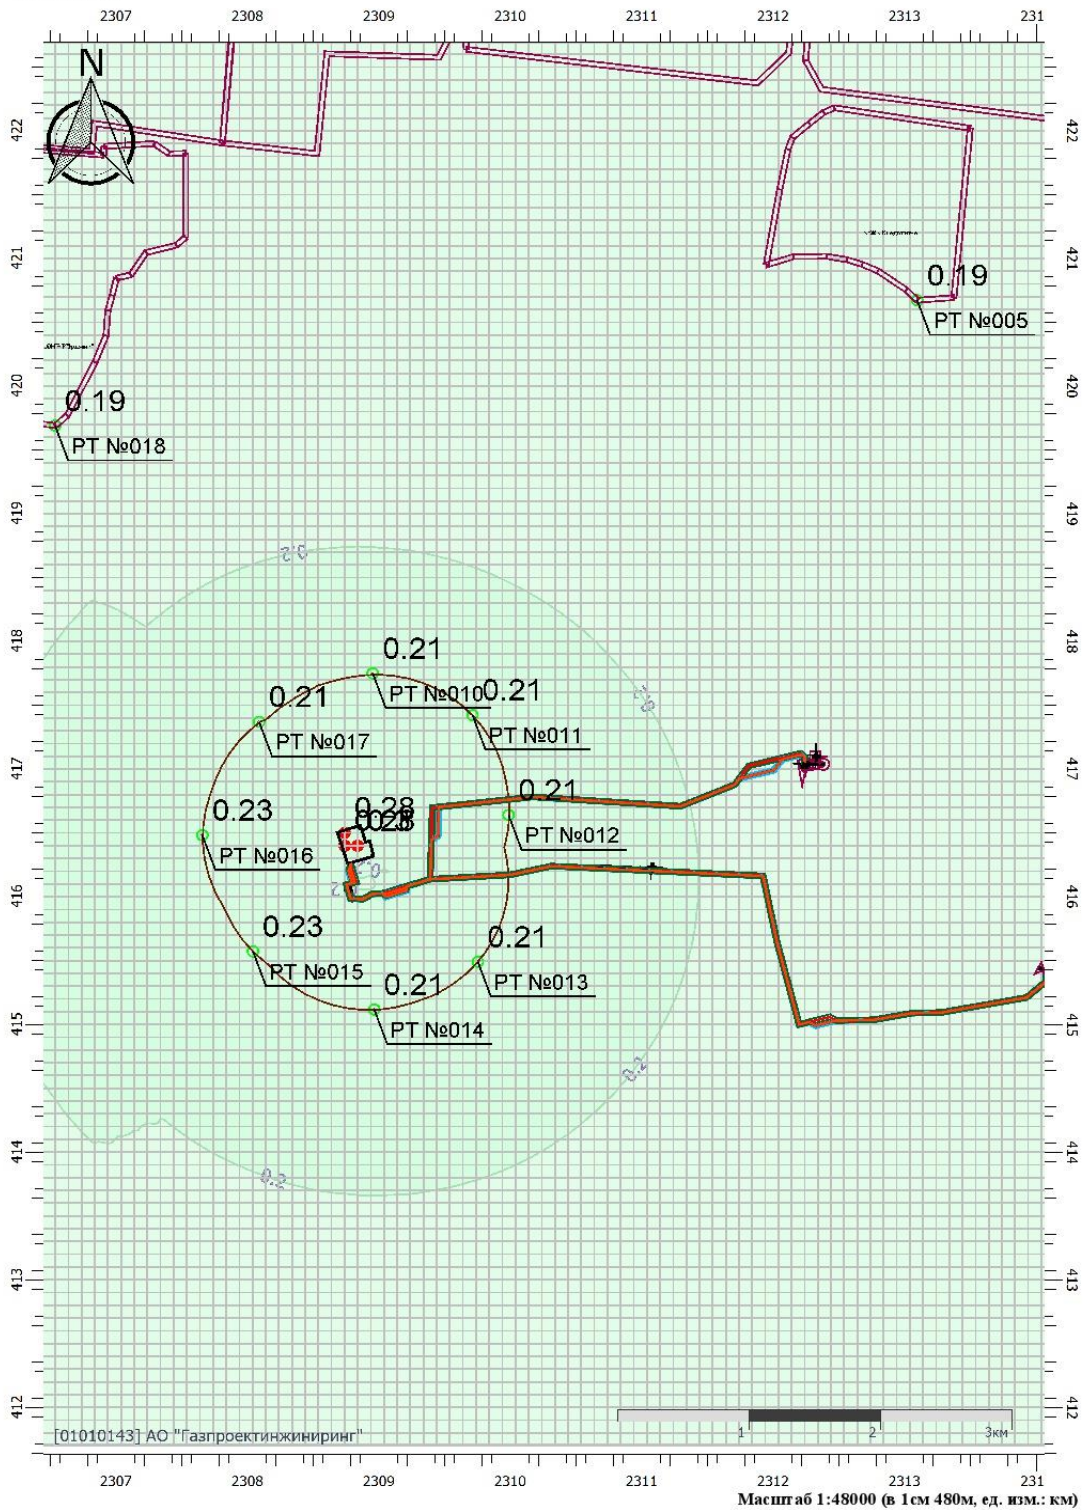 2307 2308 2309 2310 2311 2312 2313 231
N
422 422
421 421
0.19
РТ №005
420 420
0.19
РТ №018
419 419
0.2
418 418
0.21
РТ №010
0.21
РТ №011
0.21
РТ №017
0.2
417 417
0.21
РТ №012
0.23
РТ №016
0.28
0.2
416 416
0.23
РТ №015
0.21
РТ №013
0.21
РТ №014
415 415
0.2
414 414
0.2
413 413
412 412
[01010143] АО "Газпроектинжиниринг"
1 2 3км
2307 2308 2309 2310 2311 2312 2313 231
Масштаб 1:48000 (в 1см 480м, ед. изм.: км)